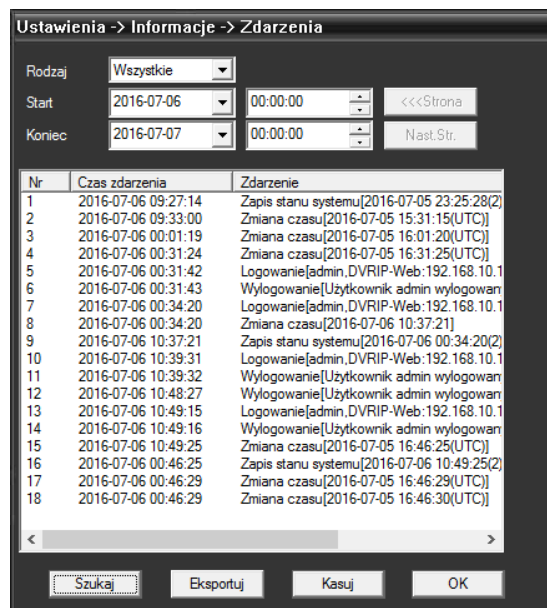 Ustawienia -> Informacje -> Zdarzenia
Rodzaj Wszystkie
Start 2016-07-06 00:00:00 <<<Strona
Koniec 2016-07-07 00:00:00 Nast.Str.
Nr Czas zdarzenia Zdarzenie
1 2016-07-06 09:27:14 Zapis stanu systemu[2016-07-05 23:25:28(2)
2 2016-07-06 09:33:00 Zmiana czasu[2016-07-05 15:31:15(UTC)]
3 2016-07-06 00:01:19 Zmiana czasu[2016-07-05 16:01:20(UTC)]
4 2016-07-06 00:31:24 Zmiana czasu[2016-07-05 16:31:25(UTC)]
5 2016-07-06 00:31:42 Logowanie[admin,DVRIP-Web:192.168.10.1
6 2016-07-06 00:31:43 Wylogowanie[Użytkownik admin wylogowan
7 2016-07-06 00:34:20 Logowanie[admin,DVRIP-Web:192.168.10.1
8 2016-07-06 00:34:20 Zmiana czasu[2016-07-06 10:37:21]
9 2016-07-06 10:37:21 Zapis stanu systemu[2016-07-06 00:34:20(2)
10 2016-07-06 10:39:31 Logowanie[admin,DVRIP-Web:192.168.10.1
11 2016-07-06 10:39:32 Wylogowanie[Użytkownik admin wylogowan
12 2016-07-06 10:48:27 Wylogowanie[Użytkownik admin wylogowan
13 2016-07-06 10:49:15 Logowanie[admin,DVRIP-Web:192.168.10.1
14 2016-07-06 10:49:16 Wylogowanie[Użytkownik admin wylogowan
15 2016-07-06 10:49:25 Zmiana czasu[2016-07-05 16:46:25(UTC)]
16 2016-07-06 00:46:25 Zapis stanu systemu[2016-07-06 10:49:25(2)
17 2016-07-06 00:46:29 Zmiana czasu[2016-07-05 16:46:29(UTC)]
18 2016-07-06 00:46:29 Zmiana czasu[2016-07-05 16:46:30(UTC)]
Szukaj Eksportuj Kasuj OK